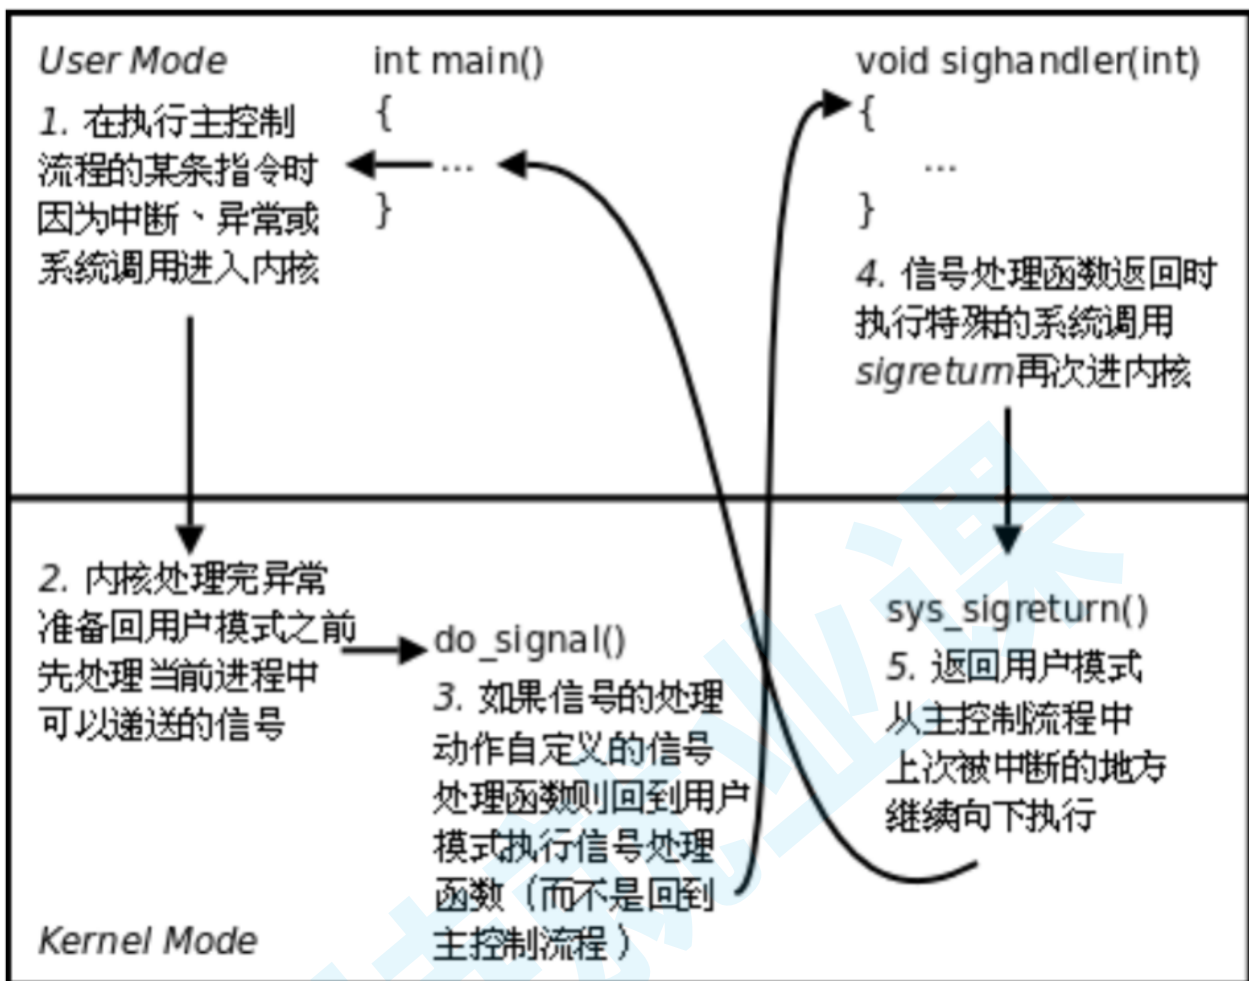 User Mode
1. 在执行主控制
流程的某条指令时
因为中断、异常或
系统调用进入内核
int main()
{
...
}
void sighandler(int)
{
...
}
4. 信号处理函数返回时
执行特殊的系统调用
sigreturn再次进内核
2. 内核处理完异常
准备回用户模式之前
先处理当前进程中
可以递送的信号
do_signal()
3. 如果信号的处理
动作自定义的信号
处理函数则回到用户
模式执行信号处理
函数（而不是回到
主控制流程）
sys_sigreturn()
5. 返回用户模式
从主控制流程中
上次被中断的地方
继续向下执行
Kernel Mode
就业课